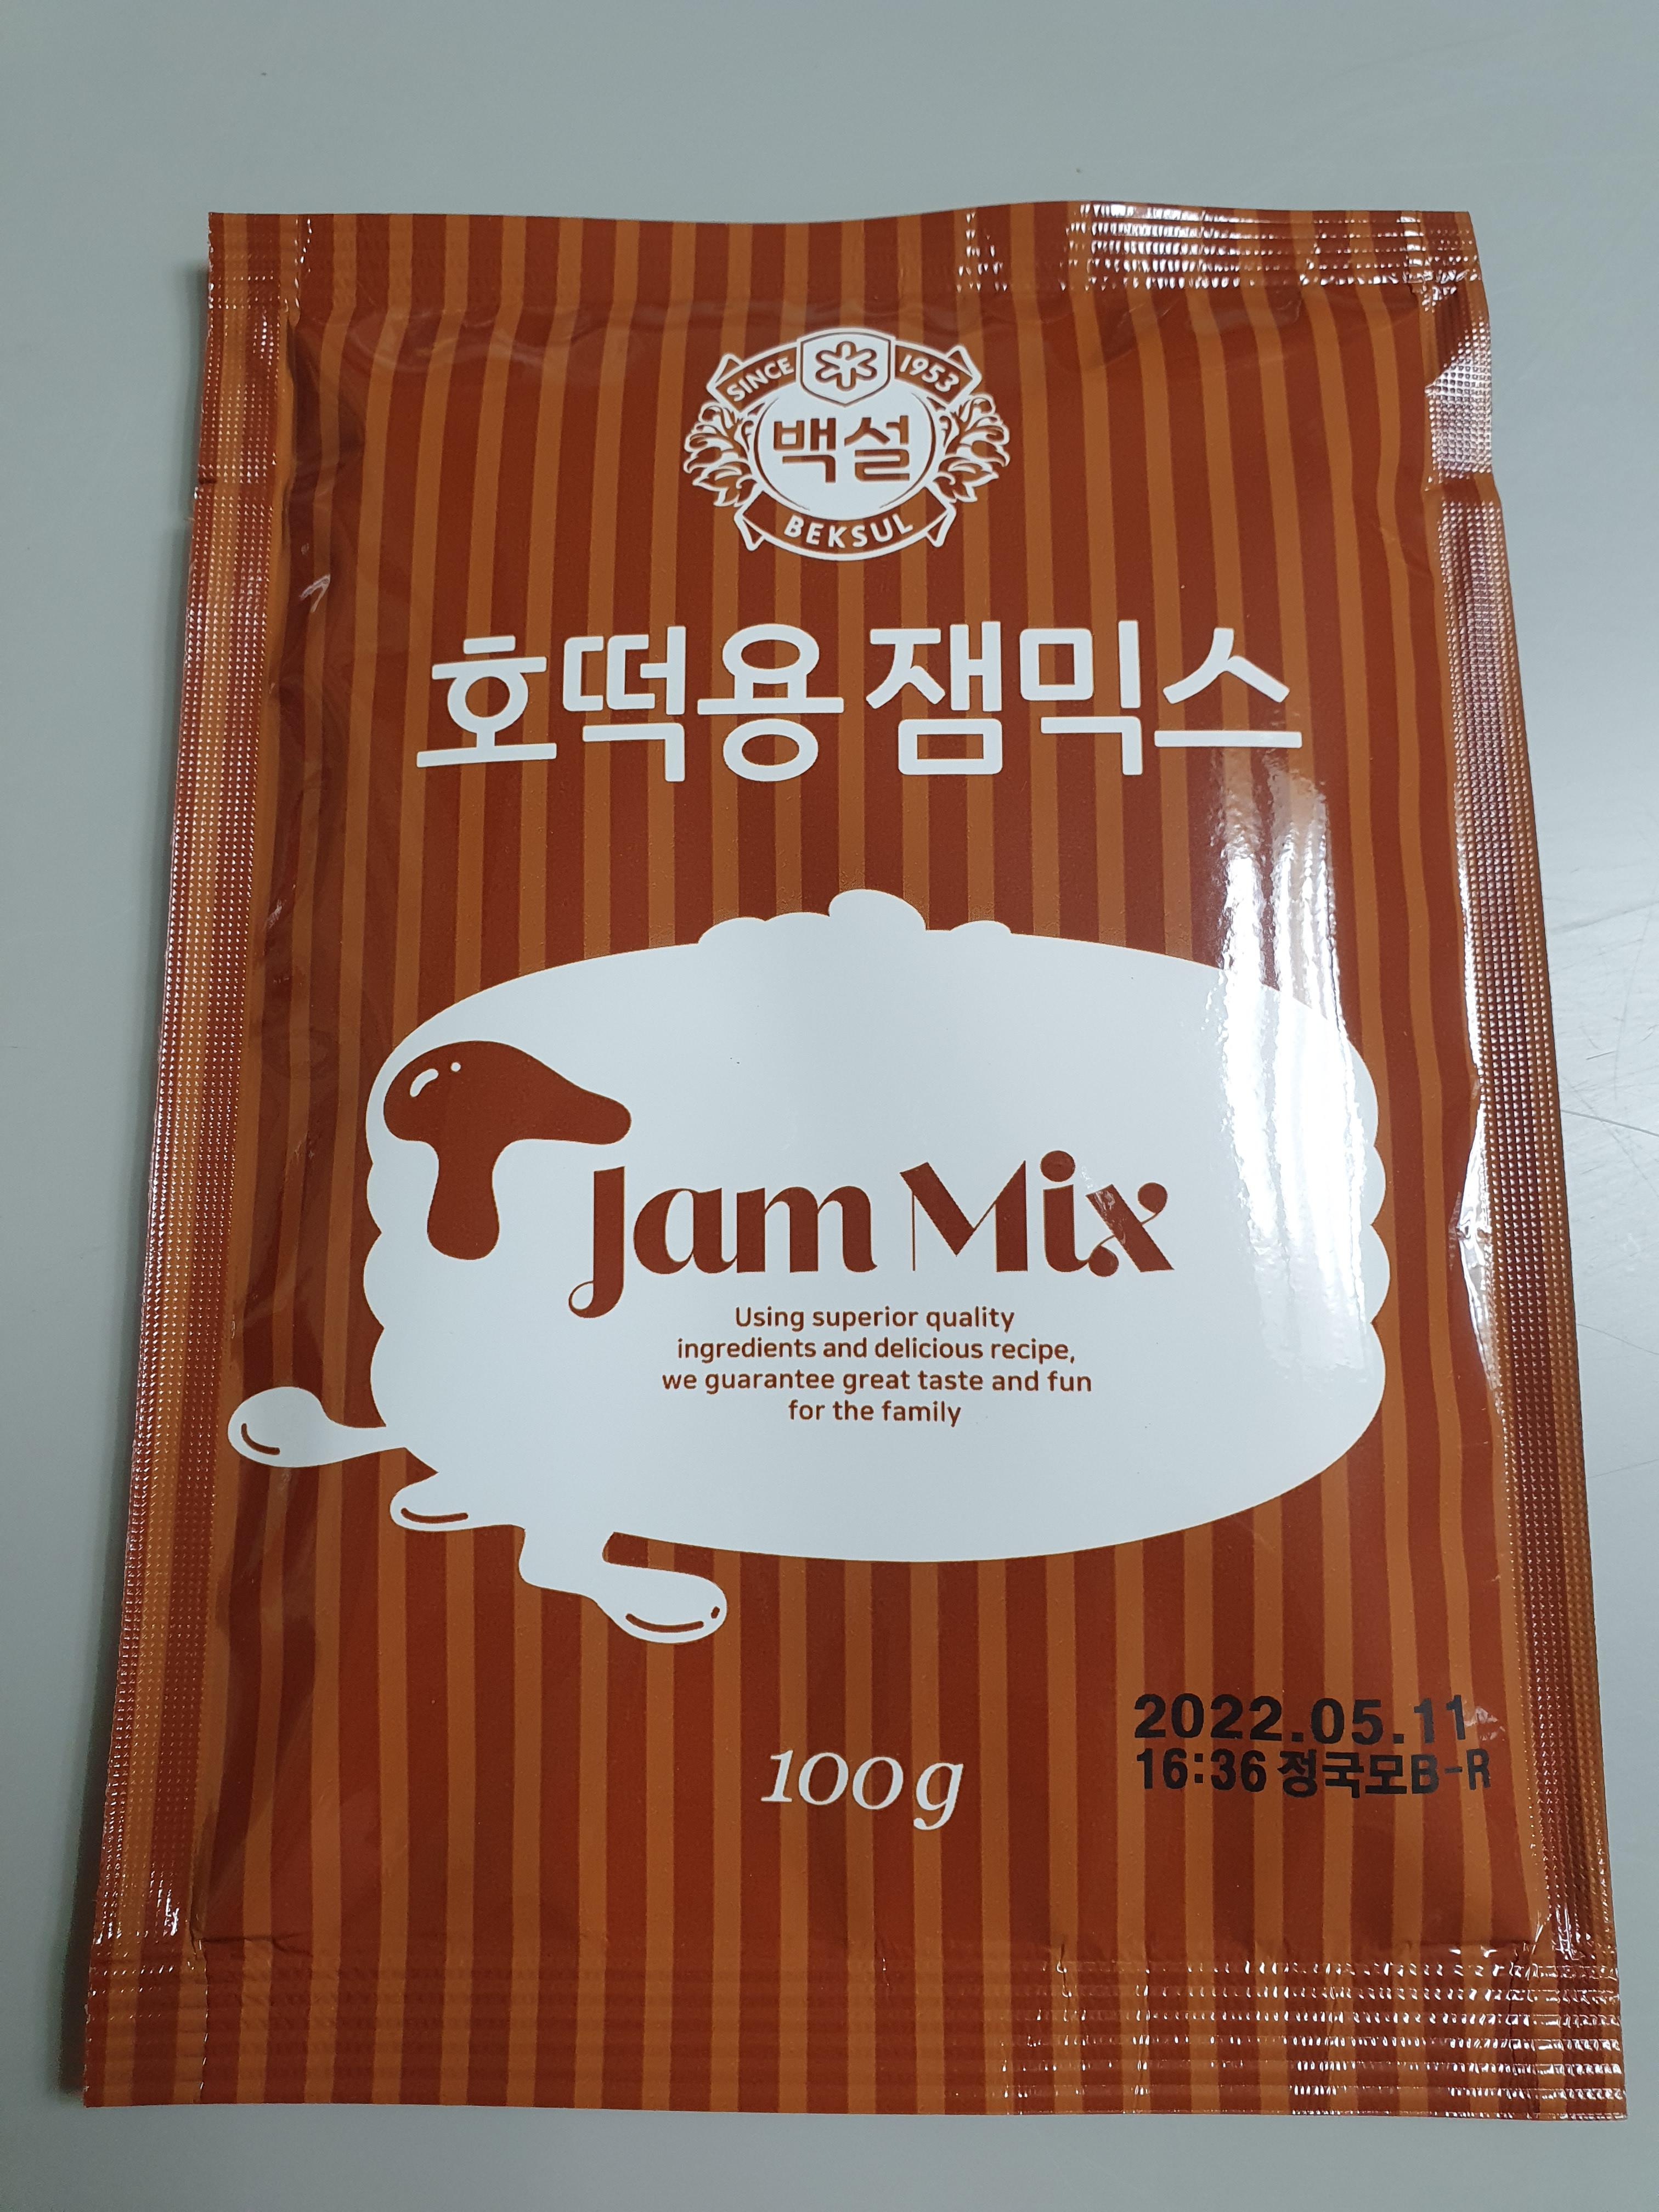 SINCE 1953
백설
BEKSUL
호떡용 잼믹스
Jam Mix
Using superior quality
ingredients and delicious recipe,
we guarantee great taste and fun
for the family
2022.05.11
16:36 정국모B-R
100g